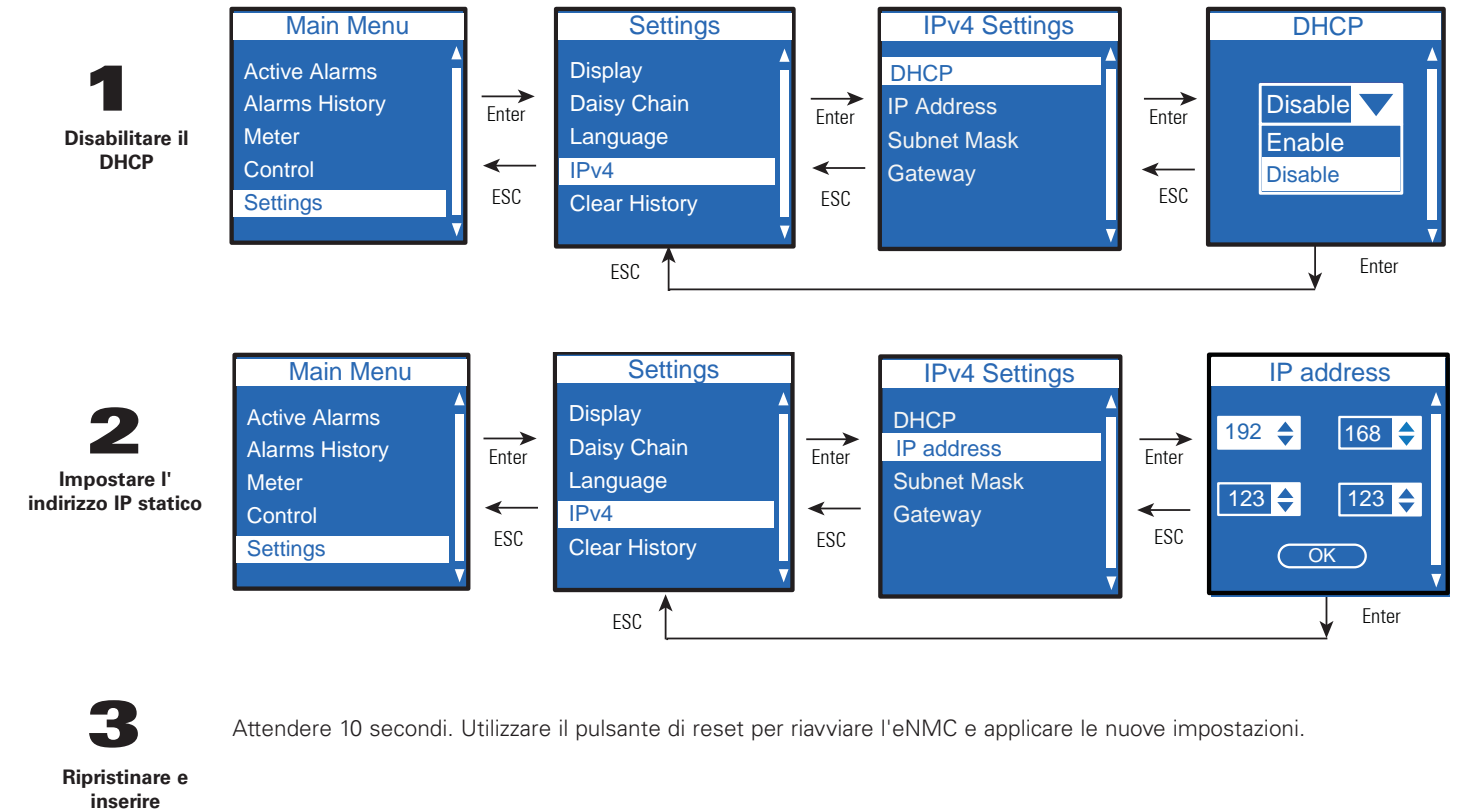 1
Disabilitare il
DHCP
Main Menu
Active Alarms
Alarms History
Meter
Control
Settings
Enter
ESC
Settings
Display
Daisy Chain
Language
IPv4
Clear History
Enter
ESC
IPv4 Settings
DHCP
IP Address
Subnet Mask
Gateway
Enter
ESC
DHCP
Disable
Enable
Disable
ESC
Enter
2
Impostare l'
indirizzo IP statico
Main Menu
Active Alarms
Alarms History
Meter
Control
Settings
Enter
ESC
Settings
Display
Daisy Chain
Language
IPv4
Clear History
Enter
ESC
IPv4 Settings
DHCP
IP address
Subnet Mask
Gateway
Enter
ESC
IP address
192 168
123 123
OK
ESC
Enter
3
Ripristinare e
inserire
Attendere 10 secondi. Utilizzare il pulsante di reset per riavviare l'eNMC e applicare le nuove impostazioni.